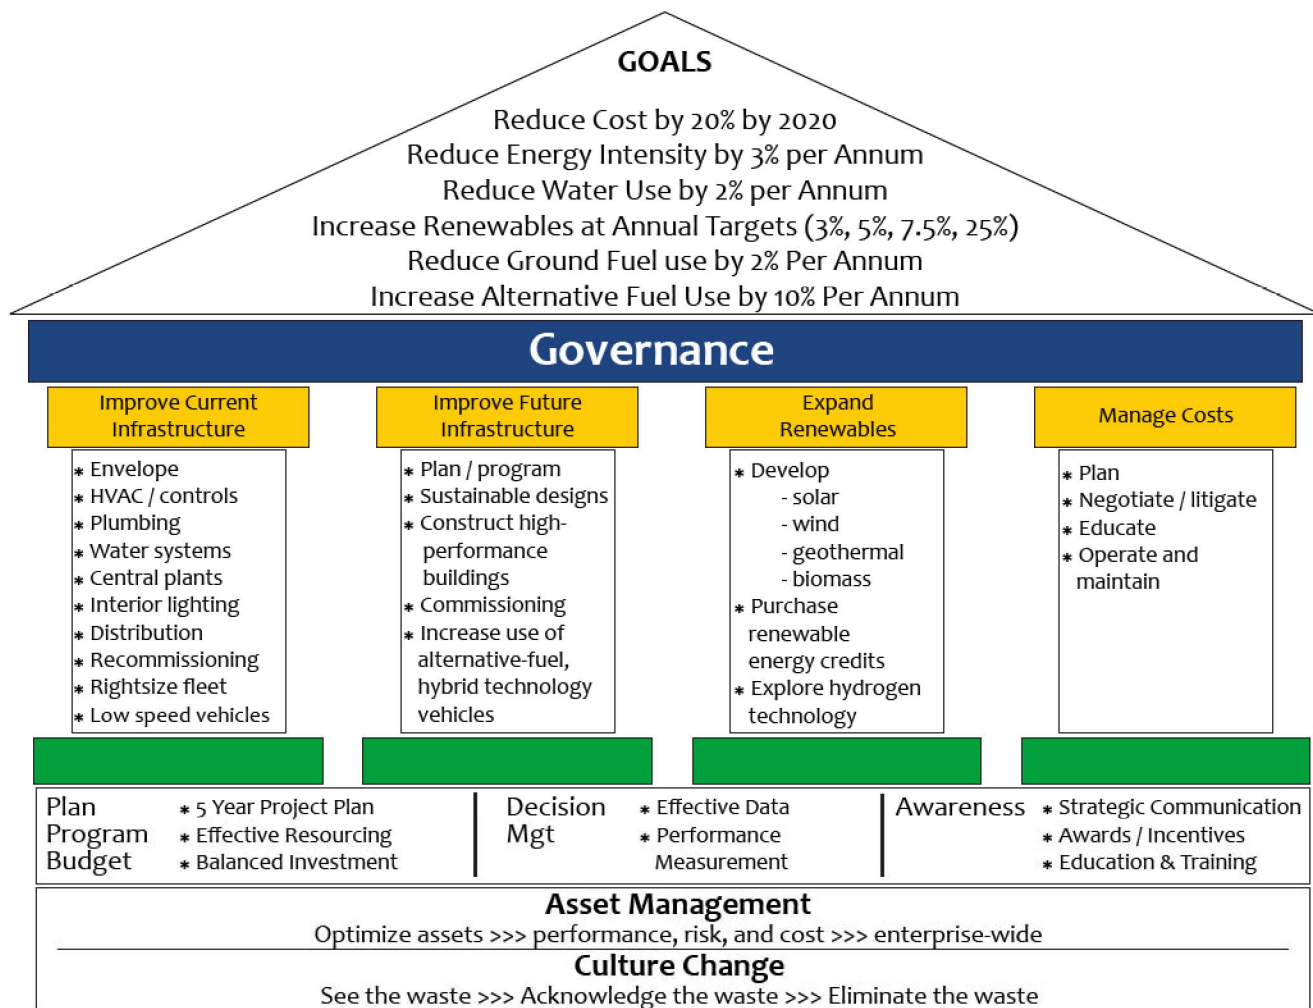 GOALS
Reduce Cost by 20% by 2020
Reduce Energy Intensity by 3% per Annum
Reduce Water Use by 2% per Annum
Increase Renewables at Annual Targets (3%, 5%, 7.5%, 25%)
Reduce Ground Fuel use by 2% Per Annum
Increase Alternative Fuel Use by 10% Per Annum
Governance
Improve Current
Infrastructure
* Envelope
* HVAC / controls
* Plumbing
* Water systems
* Central plants
* Interior lighting
* Distribution
* Recommissioning
* Rightsize fleet
* Low speed vehicles
Improve Future
Infrastructure
* Plan / program
* Sustainable designs
* Construct high-
performance
buildings
* Commissioning
* Increase use of
alternative-fuel,
hybrid technology
vehicles
Expand
Renewables
* Develop
- solar
- wind
- geothermal
- biomass
* Purchase
renewable
energy credits
* Explore hydrogen
technology
Manage Costs
* Plan
* Negotiate / litigate
* Educate
* Operate and
maintain
Plan
Program
Budget
* 5 Year Project Plan
* Effective Resourcing
* Balanced Investment
Decision
Mgt
* Effective Data
* Performance
Measurement
Awareness
* Strategic Communication
* Awards / Incentives
* Education & Training
Asset Management
Optimize assets >>> performance, risk, and cost >>> enterprise-wide
Culture Change
See the waste >>> Acknowledge the waste >>> Eliminate the waste